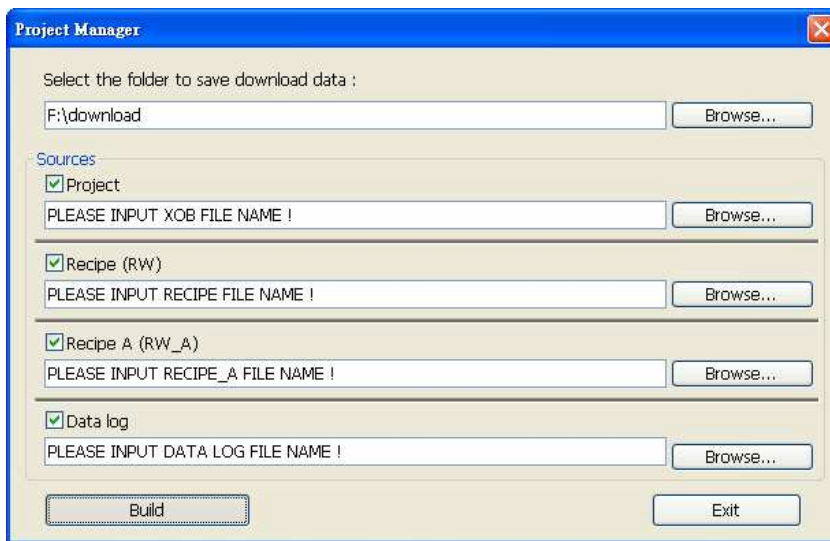 Project Manager
Select the folder to save download data :
F:\download
Browse...
Sources
Project
PLEASE INPUT XOB FILE NAME !
Browse...
Recipe (RW)
PLEASE INPUT RECIPE FILE NAME !
Browse...
Recipe A (RW_A)
PLEASE INPUT RECIPE_A FILE NAME !
Browse...
Data log
PLEASE INPUT DATA LOG FILE NAME !
Browse...
Build
Exit